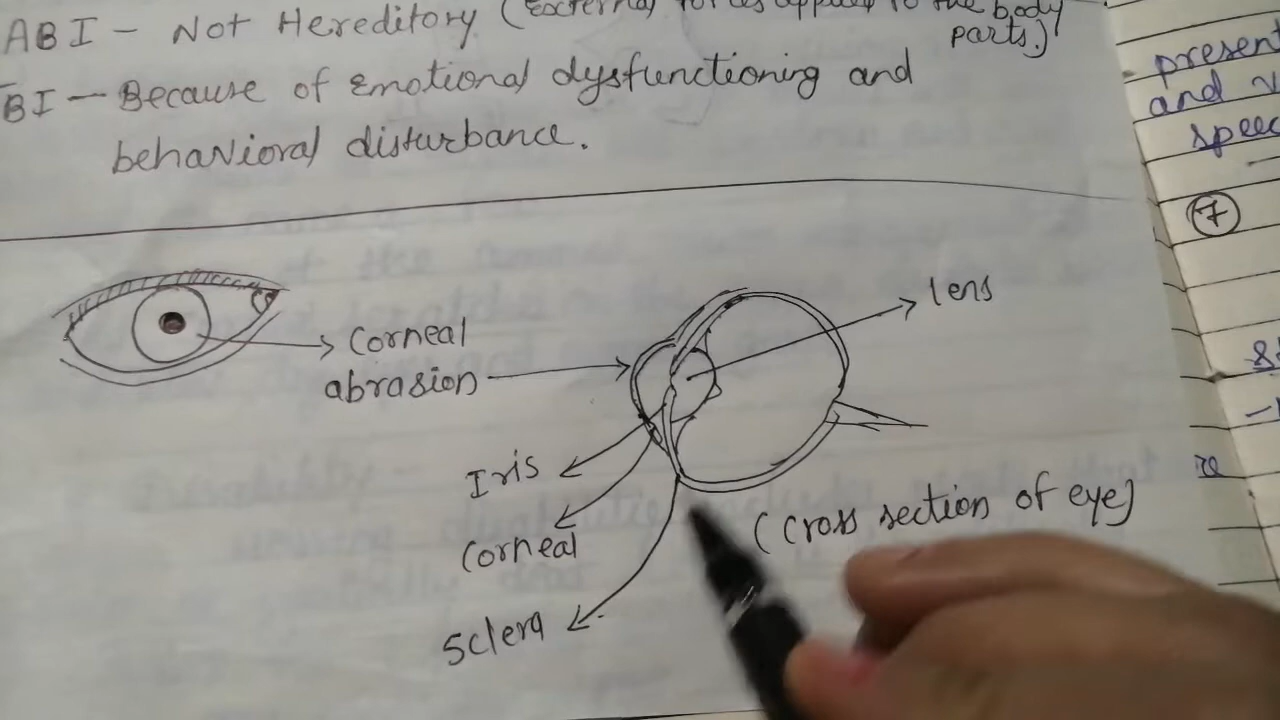 ABI - Not Hereditory (External forces applied to the body
parts.)
BI - Because of Emotional dysfunctioning and
behavioral disturbance.
lens
Corneal
abrasion
Iris
Corneal
Sclera
(Cross section of eye)
present
and
7